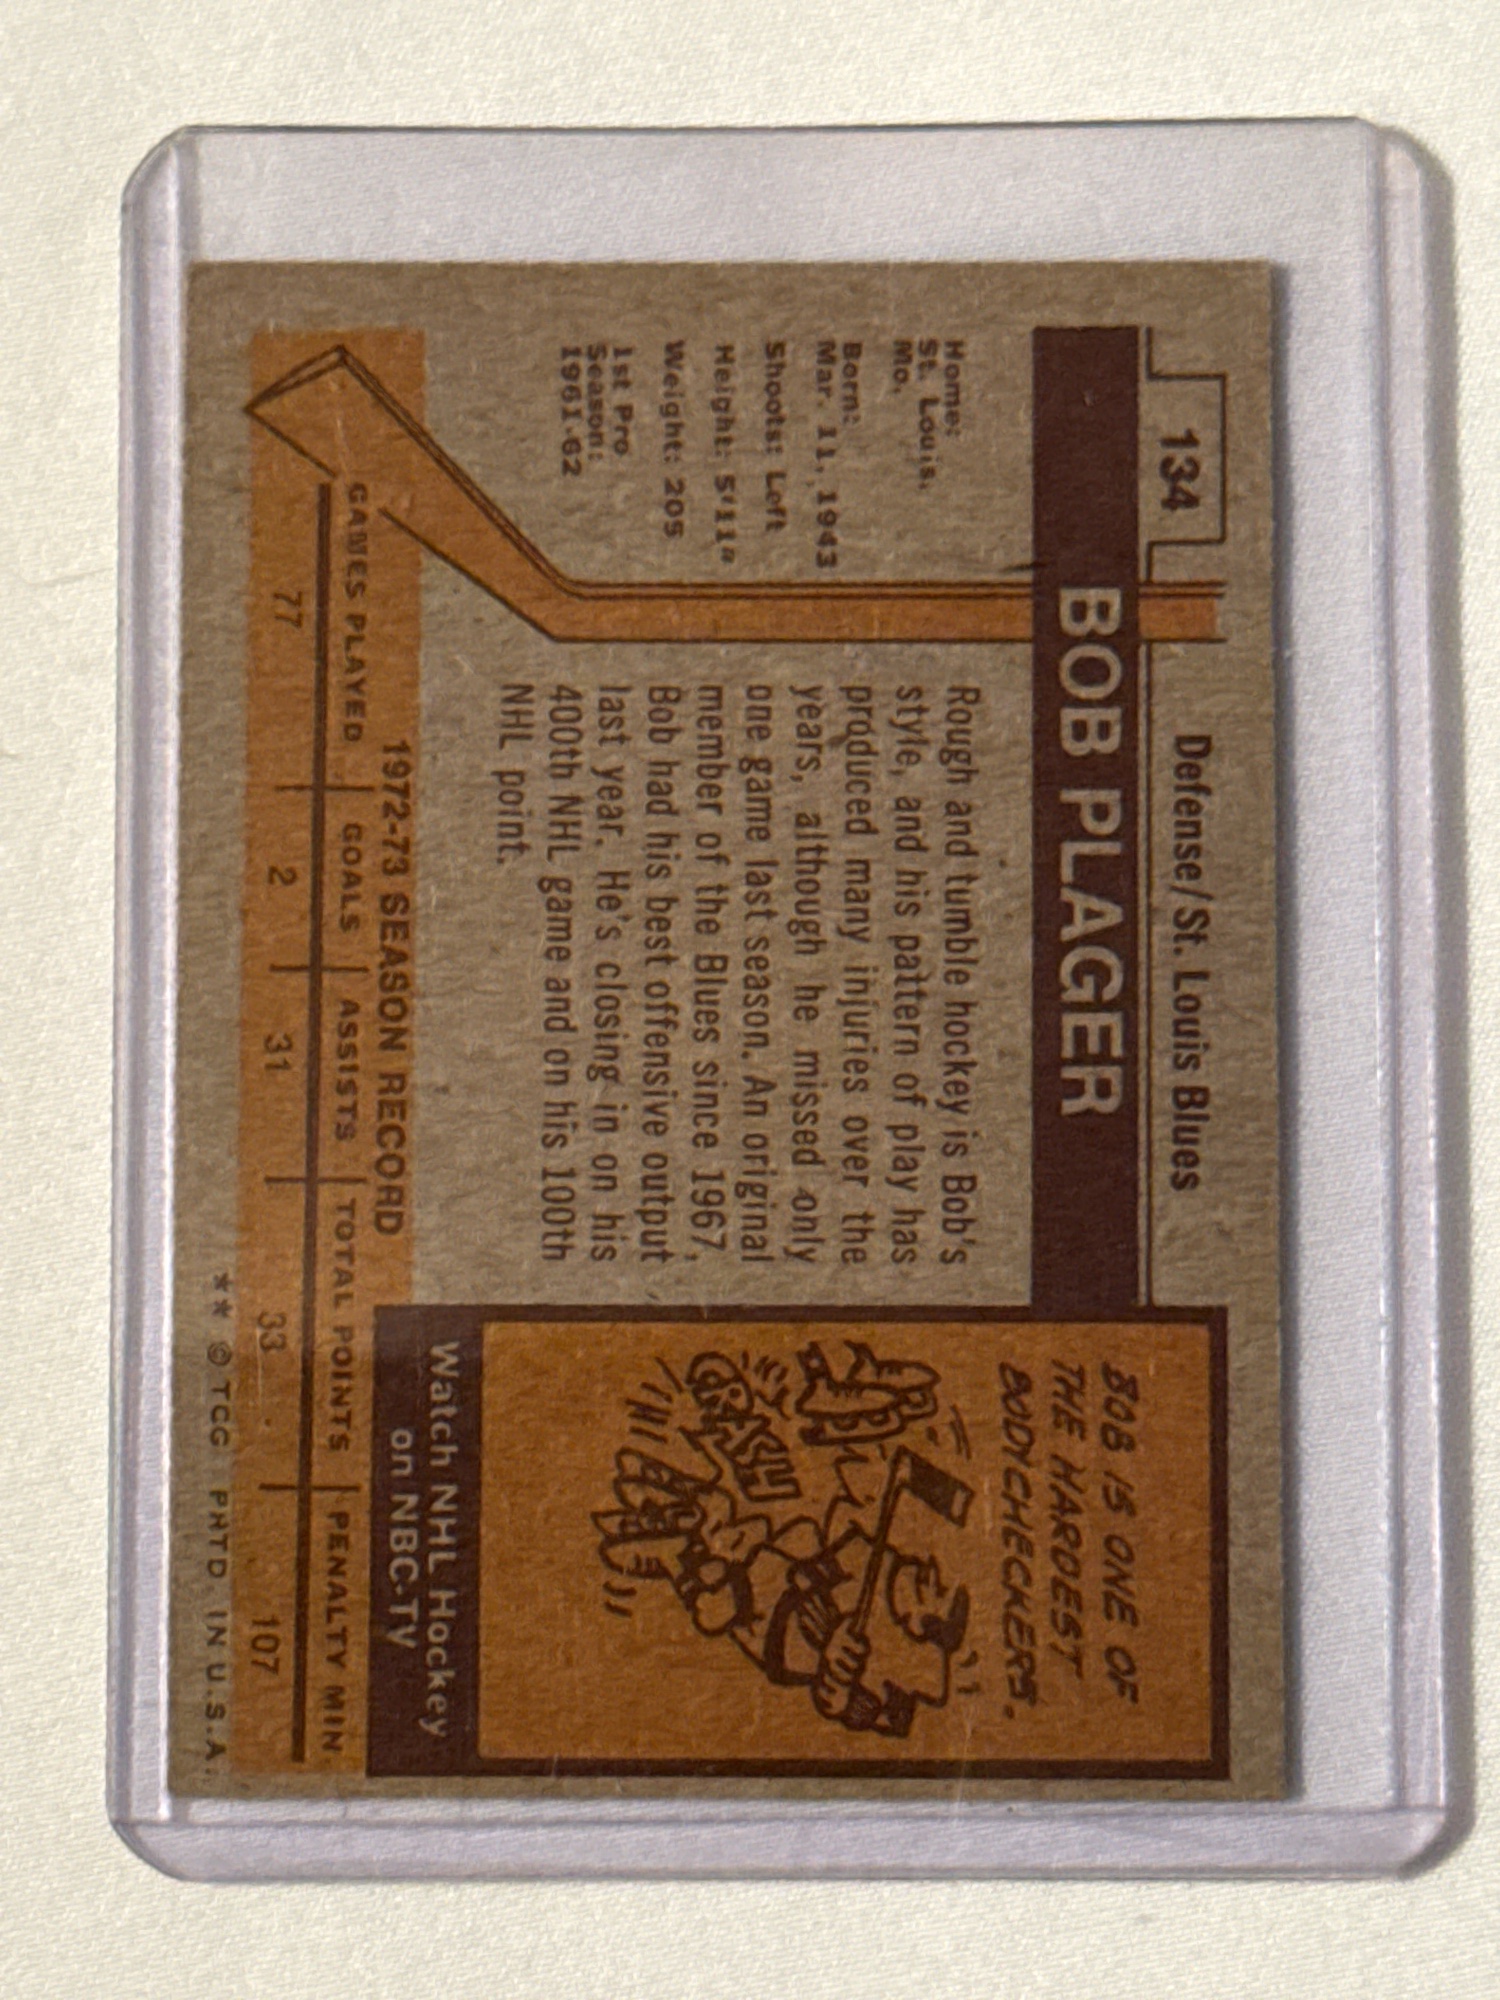 134
Defense/St. Louis Blues
BOB PLAGER
Home:
St. Louis,
Mo.
Born:
Mar. 11, 1943
Shoots: Left
Height: 5'11"
Weight: 205
1st Pro
Season:
1961-62
Rough and tumble hockey is Bob's
style, and his pattern of play has
produced many injuries over the
years, although he missed only
one game last season. An original
member of the Blues since 1967,
Bob had his best offensive output
last year. He's closing in on his
400th NHL game and on his 100th
NHL point.
BOB IS ONE OF
THE HARDEST
BODYCHECKERS.
CRASH
Watch NHL Hockey
on NBC-TV
1972-73 SEASON RECORD
GAMES PLAYED GOALS ASSISTS TOTAL POINTS PENALTY MIN
77 2 31 33 107
** © TCG PRTD. IN U.S.A.